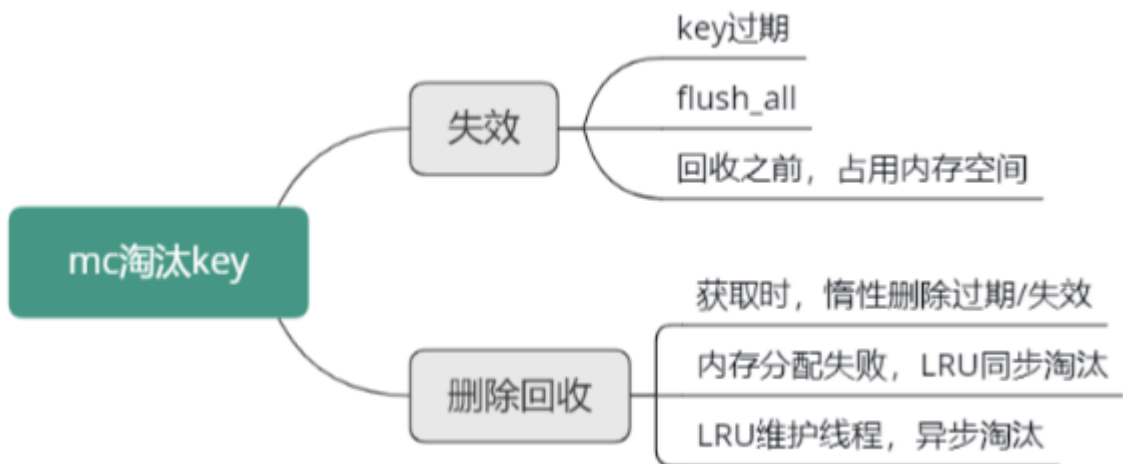 mc淘汰key
失效
key过期
flush_all
回收之前，占用内存空间
删除回收
获取时，惰性删除过期/失效
内存分配失败，LRU同步淘汰
LRU维护线程，异步淘汰